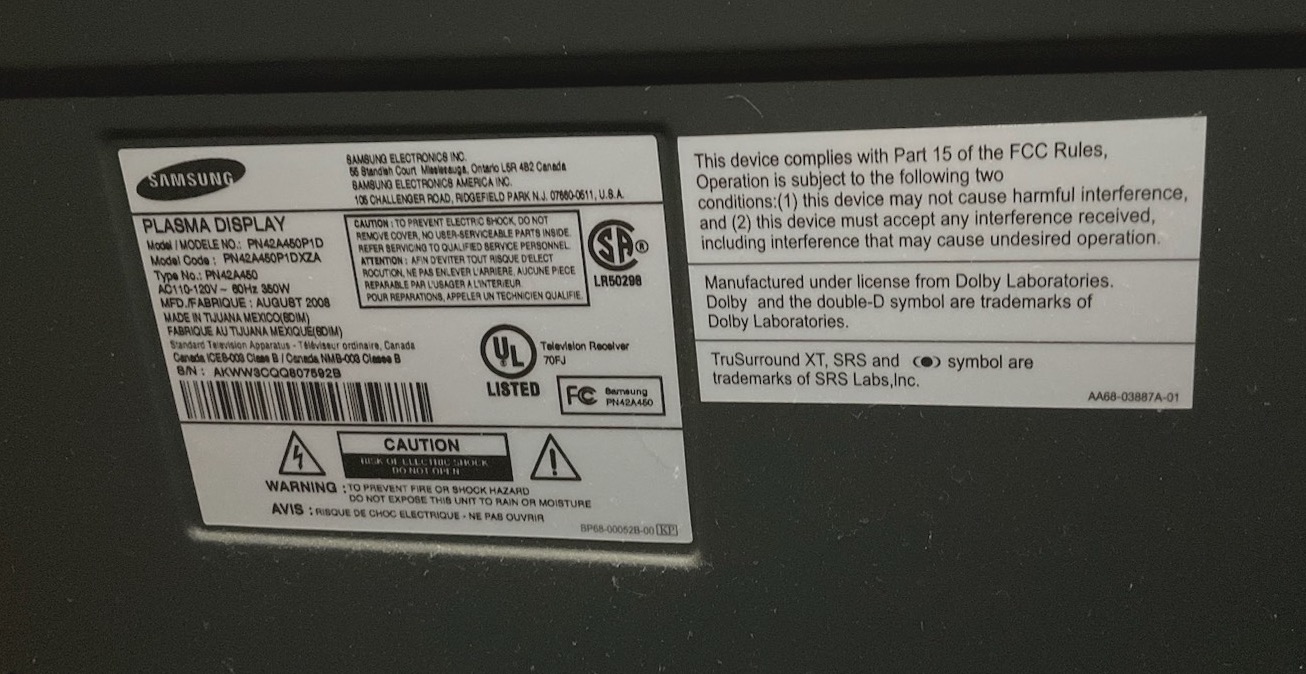 SAMSUNG
SAMSUNG ELECTRONICS INC.
55 Standish Court Mississauga, Ontario L5R 4B2 Canada
SAMSUNG ELECTRONICS AMERICA INC.
105 CHALLENGER ROAD, RIDGEFIELD PARK N.J. 07660-0511, U.S.A.
PLASMA DISPLAY
Model / MODELE NO.: PN42A450P1D
Model Code : PN42A450P1DXZA
Type No.: PN42A450
AC110-120V ~ 60Hz 350W
MFD./FABRIQUE : AUGUST 2008
MADE IN TIJUANA MEXICO(SDIM)
FABRIQUE AU TIJUANA MEXIQUE(SDIM)
Standard Television Apparatus - Téléviseur ordinaire, Canada
Canada ICES-003 Class B / Canada NMB-003 Classe B
S/N : AKWW3CQQ807592B
CAUTION : TO PREVENT ELECTRIC SHOCK, DO NOT
REMOVE COVER, NO USER-SERVICEABLE PARTS INSIDE.
REFER SERVICING TO QUALIFIED SERVICE PERSONNEL.
ATTENTION : AFIN D'EVITER TOUT RISQUE D'ELECT
ROCUTION, NE PAS ENLEVER L'ARRIERE, AUCUNE PIECE
REPARABLE PAR L'USAGER A L'INTERIEUR.
POUR REPARATIONS, APPELER UN TECHNICIEN QUALIFIE.
SA ®
LR50298
UL
LISTED
Television Receiver
70FJ
FC
Samsung
PN42A450
CAUTION
RISK OF ELECTRIC SHOCK
DO NOT OPEN
WARNING : TO PREVENT FIRE OR SHOCK HAZARD
DO NOT EXPOSE THIS UNIT TO RAIN OR MOISTURE
AVIS : RISQUE DE CHOC ELECTRIQUE - NE PAS OUVRIR
BP68-00052B-00 KP
This device complies with Part 15 of the FCC Rules,
Operation is subject to the following two
conditions:(1) this device may not cause harmful interference,
and (2) this device must accept any interference received,
including interference that may cause undesired operation.
Manufactured under license from Dolby Laboratories.
Dolby and the double-D symbol are trademarks of
Dolby Laboratories.
TruSurround XT, SRS and (●) symbol are
trademarks of SRS Labs,Inc.
AA68-03887A-01